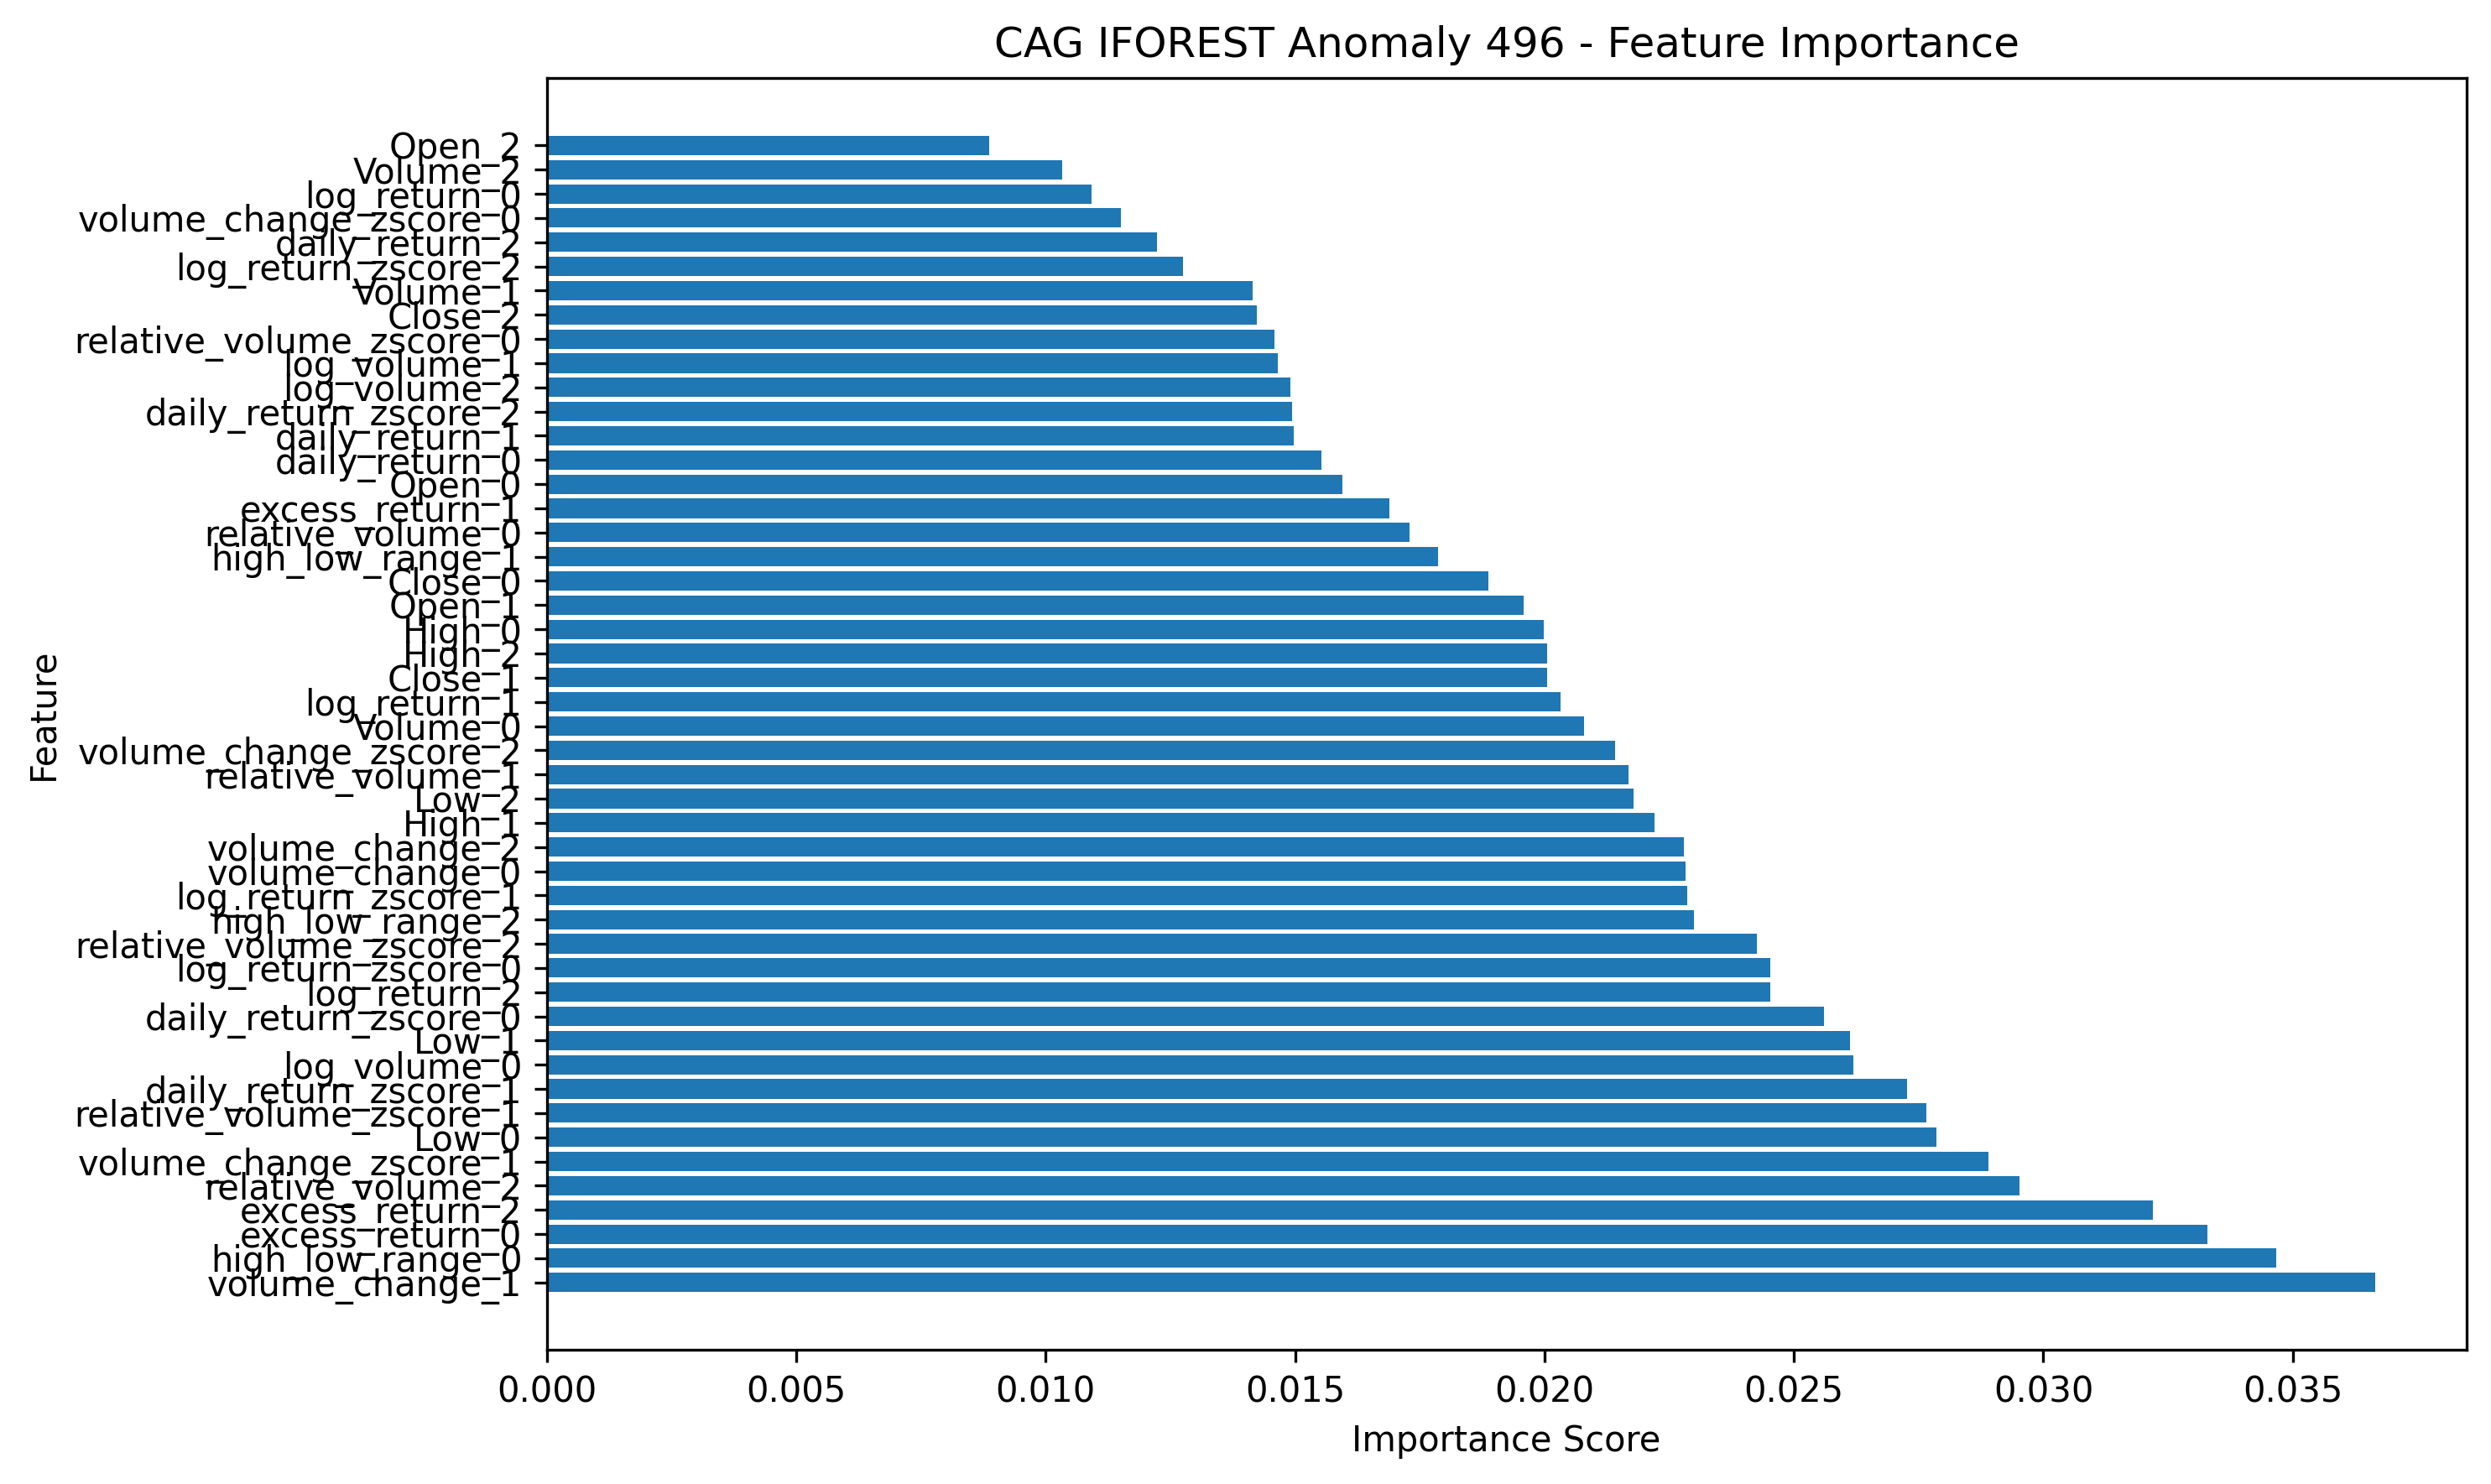 CAG IFOREST Anomaly 496 - Feature Importance
Open_2
Volume_2
log_return_0
volume_change_zscore_0
daily_return_2
log_return_zscore_2
Volume_1
Close_2
relative_volume_zscore_0
log_volume_1
log_volume_2
daily_return_zscore_2
daily_return_1
daily_return_0
Open_0
excess_return_1
relative_volume_0
high_low_range_1
Close_0
Open_1
High_0
High_2
Close_1
log_return_1
Volume_0
volume_change_zscore_2
relative_volume_1
Low_2
High_1
volume_change_2
volume_change_0
log_return_zscore_1
high_low_range_2
relative_volume_zscore_2
log_return_zscore_0
log_return_2
daily_return_zscore_0
Low_1
log_volume_0
daily_return_zscore_1
relative_volume_zscore_1
Low_0
volume_change_zscore_1
relative_volume_2
excess_return_2
excess_return_0
high_low_range_0
volume_change_1
Feature
0.000 0.005 0.010 0.015 0.020 0.025 0.030 0.035
Importance Score